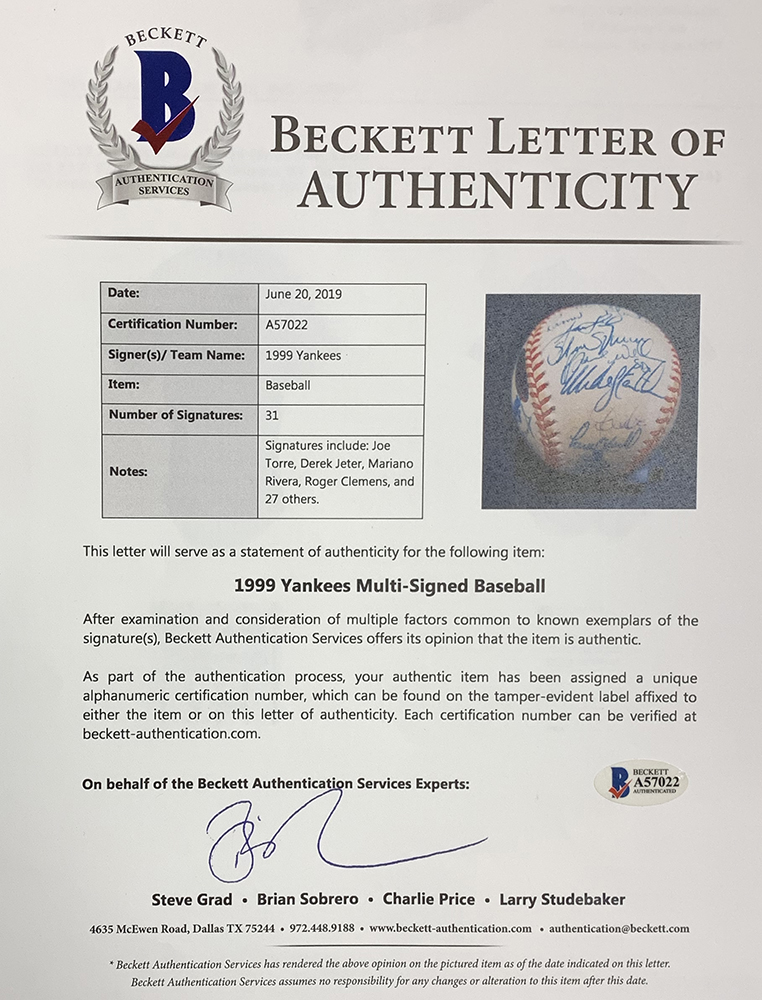 BECKETT
B
AUTHENTICATION
SERVICES
BECKETT LETTER OF
AUTHENTICITY
Date: June 20, 2019
Certification Number: A57022
Signer(s)/ Team Name: 1999 Yankees
Item: Baseball
Number of Signatures: 31
Notes: Signatures include: Joe
Torre, Derek Jeter, Mariano
Rivera, Roger Clemens, and
27 others.
This letter will serve as a statement of authenticity for the following item:
1999 Yankees Multi-Signed Baseball
After examination and consideration of multiple factors common to known exemplars of the
signature(s), Beckett Authentication Services offers its opinion that the item is authentic.
As part of the authentication process, your authentic item has been assigned a unique
alphanumeric certification number, which can be found on the tamper-evident label affixed to
either the item or on this letter of authenticity. Each certification number can be verified at
beckett-authentication.com.
On behalf of the Beckett Authentication Services Experts:
B BECKETT
A57022
AUTHENTICATED
Steve Grad • Brian Sobrero • Charlie Price • Larry Studebaker
4635 McEwen Road, Dallas TX 75244 • 972.448.9188 • www.beckett-authentication.com • authentication@beckett.com
* Beckett Authentication Services has rendered the above opinion on the pictured item as of the date indicated on this letter.
Beckett Authentication Services assumes no responsibility for any changes or alteration to this item after this date.